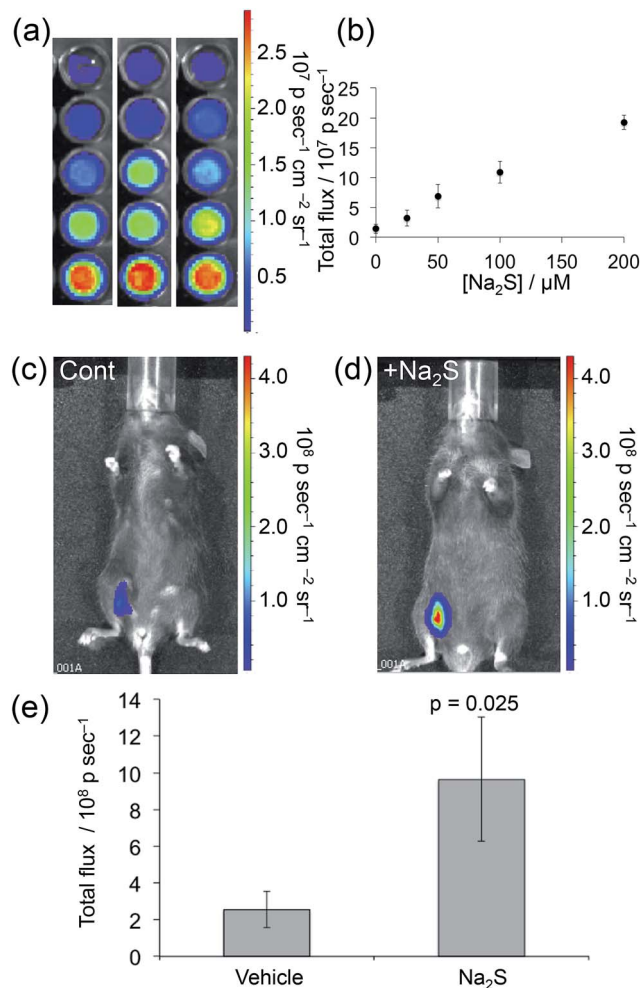 (a)
2.5
2.0
1.5
1.0
0.5
10⁷ p sec⁻¹ cm ⁻² sr⁻¹
(b)
Total flux / 10⁷ p sec⁻¹
25
20
15
10
5
0
0 50 100 150 200
[Na₂S] / µM
(c) Cont
4.0
3.0
2.0
1.0
10⁸ p sec⁻¹ cm ⁻² sr⁻¹
001A
(d) +Na₂S
4.0
3.0
2.0
1.0
10⁸ p sec⁻¹ cm ⁻² sr⁻¹
001A
(e)
Total flux / 10⁸ p sec⁻¹
14
12
10
8
6
4
2
0
p = 0.025
Vehicle Na₂S